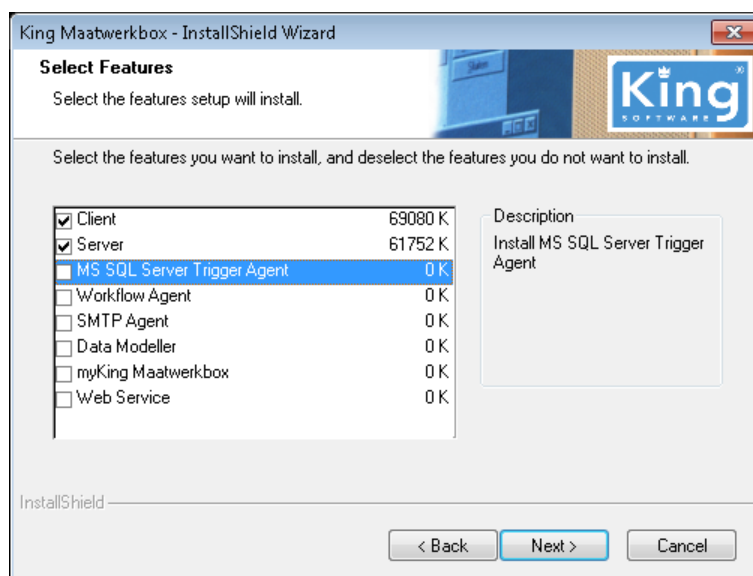 King Maatwerkbox - InstallShield Wizard
Select Features
Select the features setup will install.
King®
SOFTWARE
Select the features you want to install, and deselect the features you do not want to install.
Client 69080 K
Server 61752 K
MS SQL Server Trigger Agent 0 K
Workflow Agent 0 K
SMTP Agent 0 K
Data Modeller 0 K
myKing Maatwerkbox 0 K
Web Service 0 K
Description
Install MS SQL Server Trigger
Agent
InstallShield
< Back Next > Cancel